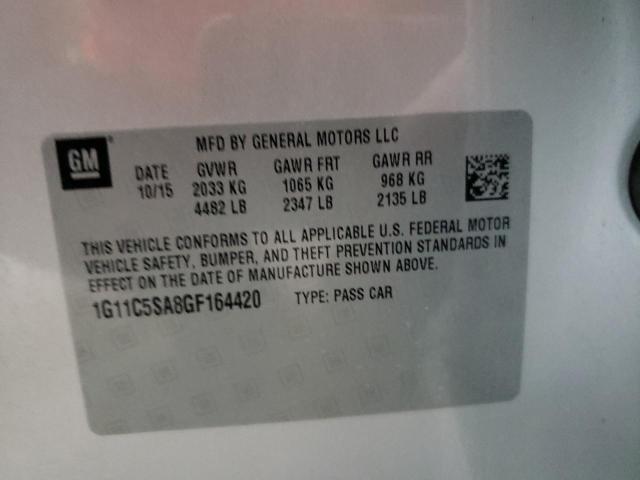 GM
MFD BY GENERAL MOTORS LLC
DATE GVWR GAWR FRT GAWR RR
10/15 2033 KG 1065 KG 968 KG
4482 LB 2347 LB 2135 LB
THIS VEHICLE CONFORMS TO ALL APPLICABLE U.S. FEDERAL MOTOR
VEHICLE SAFETY, BUMPER, AND THEFT PREVENTION STANDARDS IN
EFFECT ON THE DATE OF MANUFACTURE SHOWN ABOVE.
1G11C5SA8GF164420 TYPE: PASS CAR